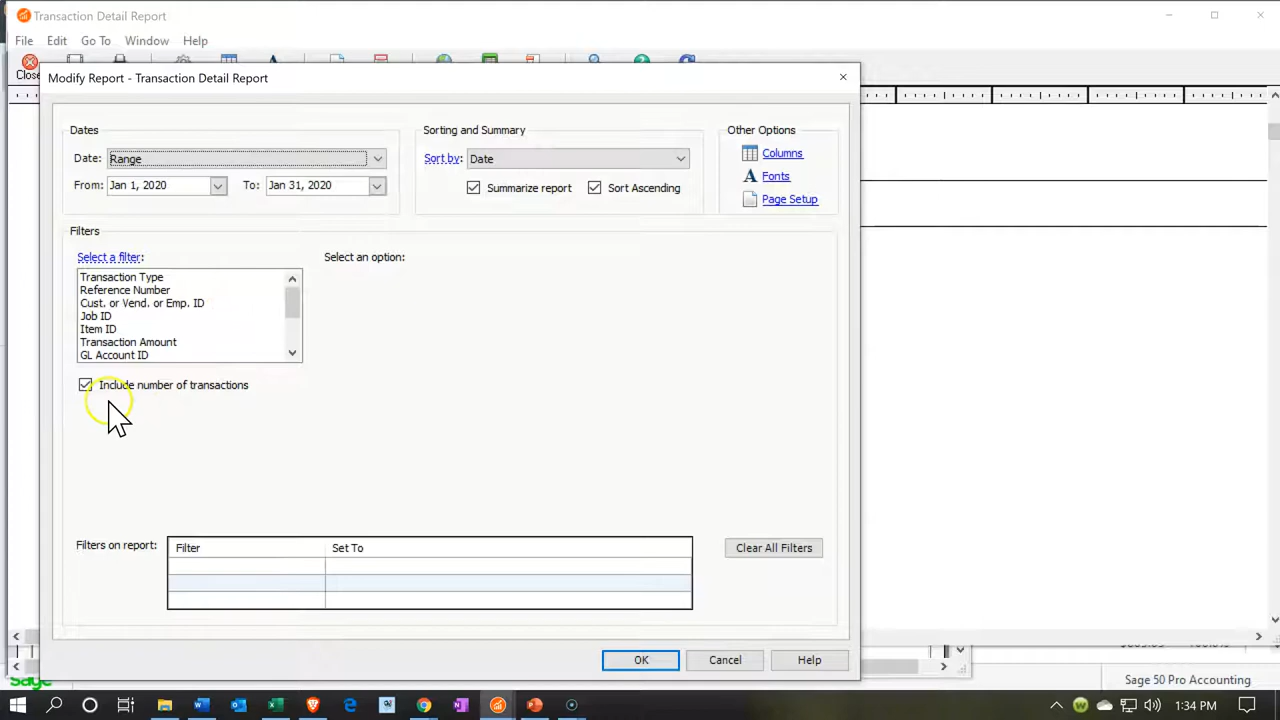 Transaction Detail Report
File Edit Go To Window Help
Close
Modify Report - Transaction Detail Report
Dates
Date: Range
From: Jan 1, 2020 To: Jan 31, 2020
Sorting and Summary
Sort by: Date
Summarize report Sort Ascending
Other Options
Columns
Fonts
Page Setup
Filters
Select a filter:
Transaction Type
Reference Number
Cust. or Vend. or Emp. ID
Job ID
Item ID
Transaction Amount
GL Account ID
Select an option:
Include number of transactions
Filters on report:
Filter Set To
Clear All Filters
OK Cancel Help
sage
Sage 50 Pro Accounting
1:34 PM